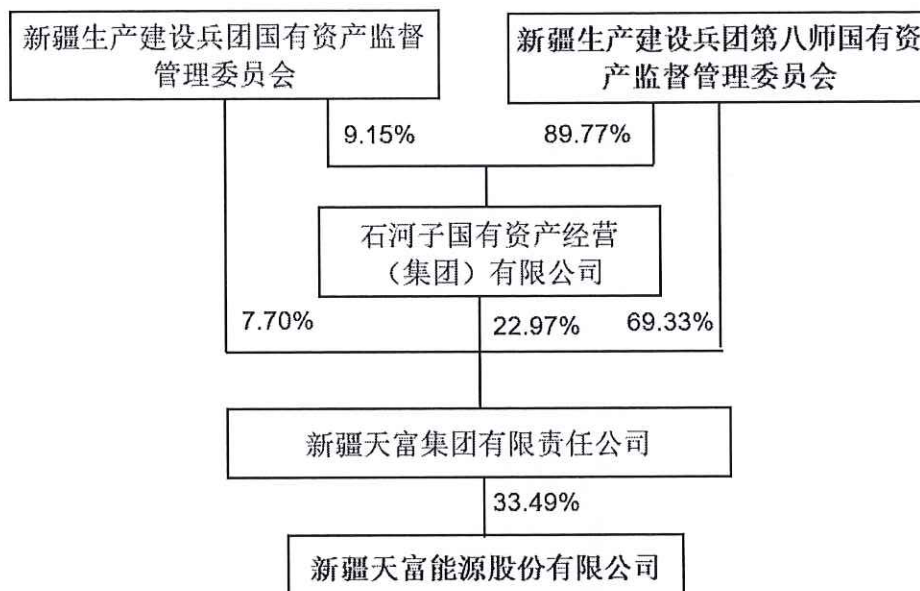 新疆生产建设兵团国有资产监督
管理委员会
新疆生产建设兵团第八师国有资
产监督管理委员会
9.15%
89.77%
石河子国有资产经营
（集团）有限公司
7.70%
22.97%
69.33%
新疆天富集团有限责任公司
33.49%
新疆天富能源股份有限公司